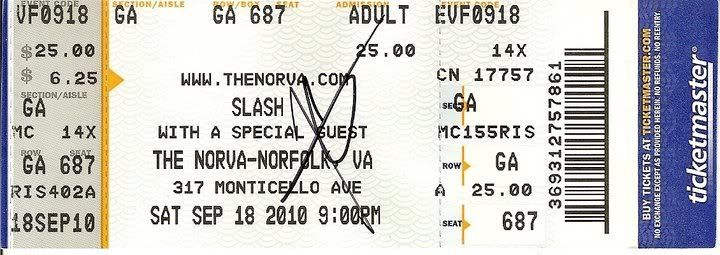 VF0918 GA GA 687 ADULT EVF0918
EVENT CODE SECTION/AISLE ROW/BOX SEAT ADMISSION
$ 25.00 25.00 14X
$ 6.25 WWW.THENORVA.COM CN 17757
SECTION/AISLE
GA SLASH GA
MC 14X WITH A SPECIAL GUEST MC155RIS
ROW SEAT
GA 687 THE NORVA-NORFOLK, VA ROW GA
RIS402A 317 MONTICELLO AVE A 25.00
18SEP10 SAT SEP 18 2010 9:00PM SEAT 687
3693127757861
BUY TICKETS AT TICKETMASTER.COM
NO EXCHANGE EXCEPT AS PROVIDED HEREIN. NO REFUNDS. NO REENTRY.
ticketmaster